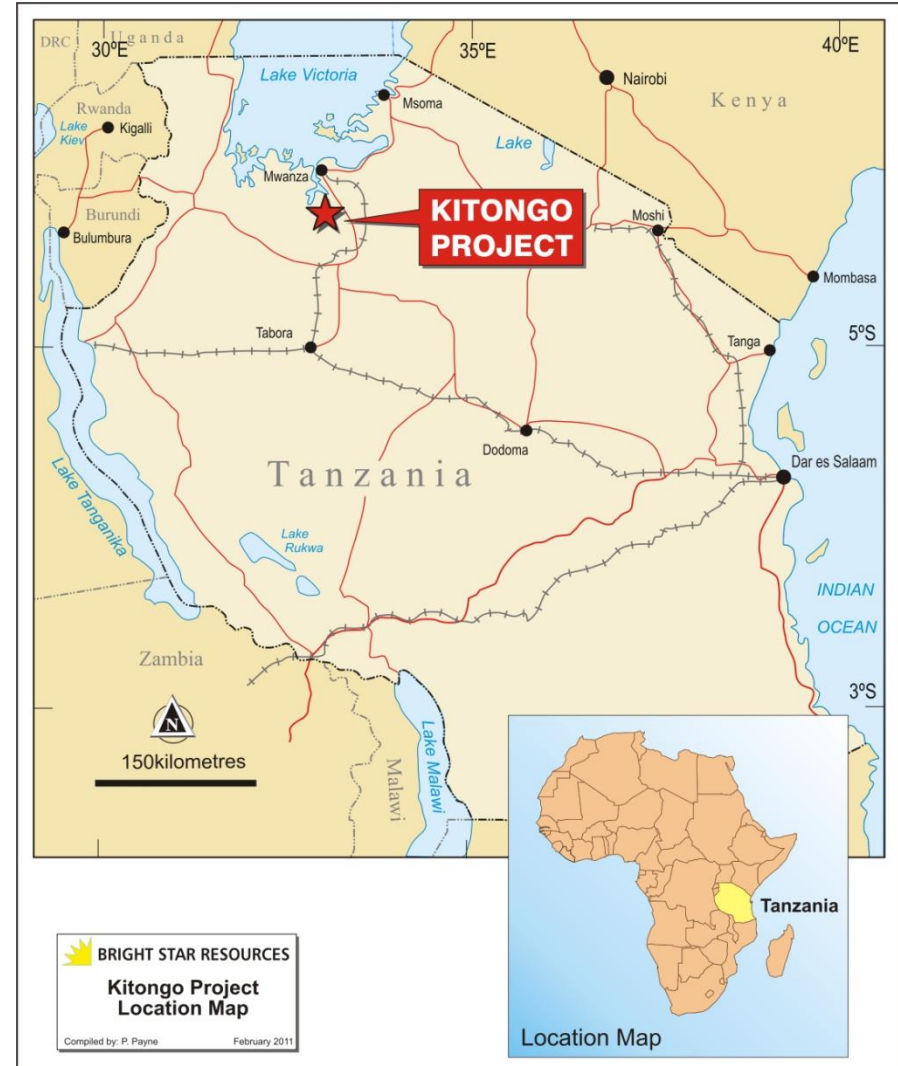 DRC
Uganda
30ºE
35ºE
40ºE
Lake Victoria
Nairobi
Msoma
Kenya
Rwanda
Lake
Kiev
Kigalli
Lake
Mwanza
KITONGO
PROJECT
Burundi
Bulumbura
Moshi
Mombasa
Tabora
Tanga
5ºS
Dodoma
Dar es Salaam
Tanzania
Lake Tanganika
Lake
Rukwa
INDIAN
OCEAN
Zambia
3ºS
N
150kilometres
Lake Malawi
Malawi
Tanzania
Location Map
BRIGHT STAR RESOURCES
Kitongo Project
Location Map
Compiled by: P. Payne February 2011